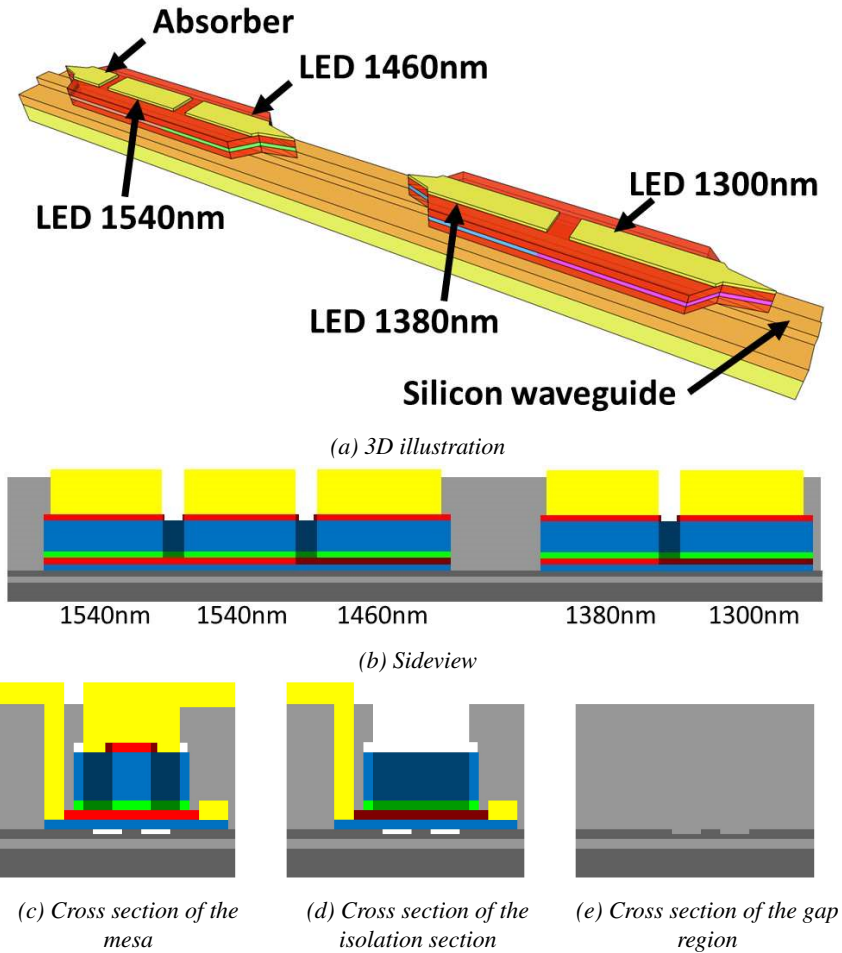 Absorber
LED 1460nm
LED 1300nm
LED 1540nm
LED 1380nm
Silicon waveguide
(a) 3D illustration
1540nm 1540nm 1460nm 1380nm 1300nm
(b) Sideview
(c) Cross section of the
mesa
(d) Cross section of the
isolation section
(e) Cross section of the gap
region